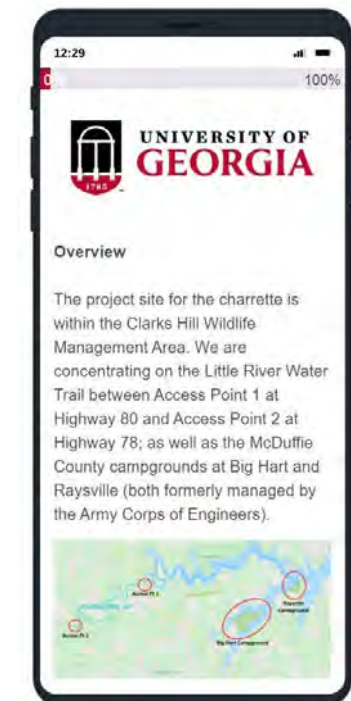 12:29
0
100%
UNIVERSITY OF
GEORGIA
1785
Overview
The project site for the charrette is
within the Clarks Hill Wildlife
Management Area. We are
concentrating on the Little River Water
Trail between Access Point 1 at
Highway 80 and Access Point 2 at
Highway 78; as well as the McDuffie
County campgrounds at Big Hart and
Raysville (both formerly managed by
the Army Corps of Engineers).
Raysville
Campground
Big Hart Campground